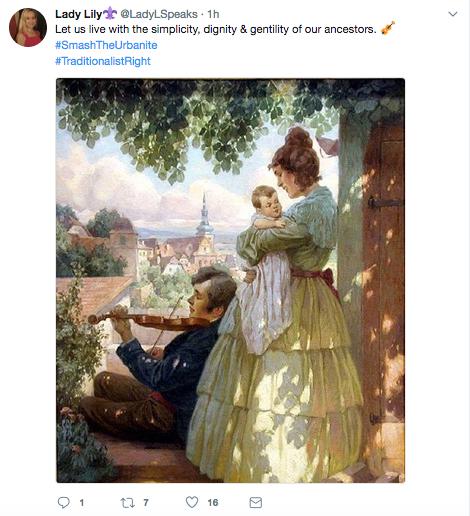 Lady Lily⚜ @LadyLSpeaks · 1h
Let us live with the simplicity, dignity & gentility of our ancestors. 🎻
#SmashTheUrbanite
#TraditionalistRight
1 7 16